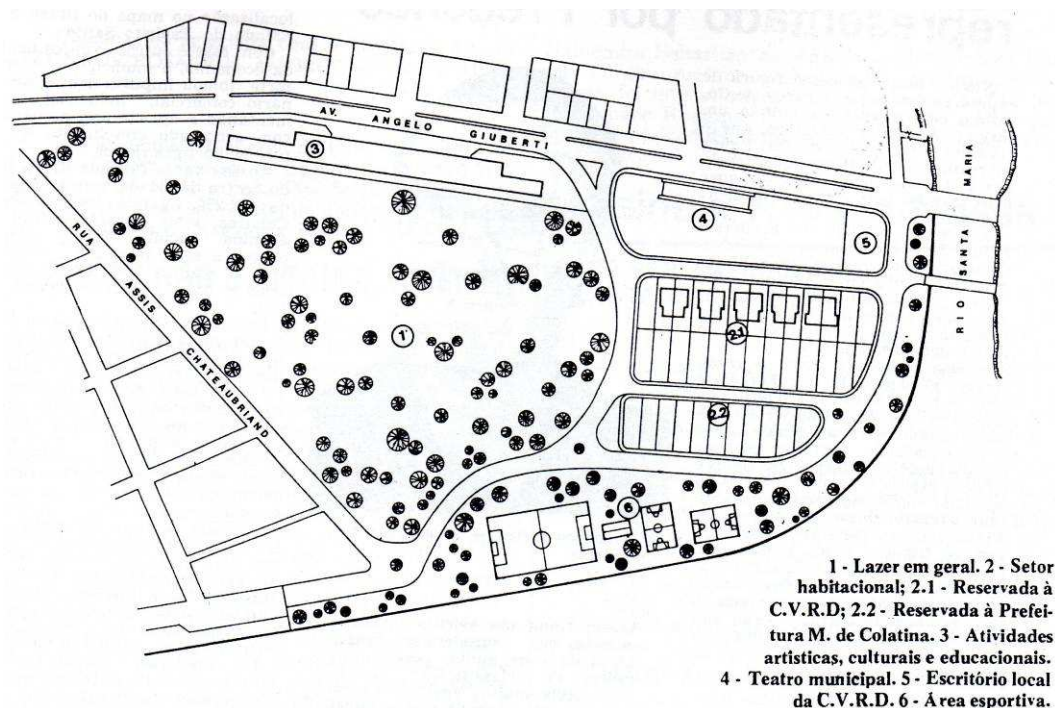 AV. ANGELO GIUBERTI
3
4
5
RIO SANTA MARIA
RUA ASSIS CHATEAUBRIAND
1
2.1
2.2
6
1 - Lazer em geral. 2 - Setor
habitacional; 2.1 - Reservada à
C.V.R.D; 2.2 - Reservada à Prefei-
tura M. de Colatina. 3 - Atividades
artisticas, culturais e educacionais.
4 - Teatro municipal. 5 - Escritório local
da C.V.R.D. 6 - Área esportiva.